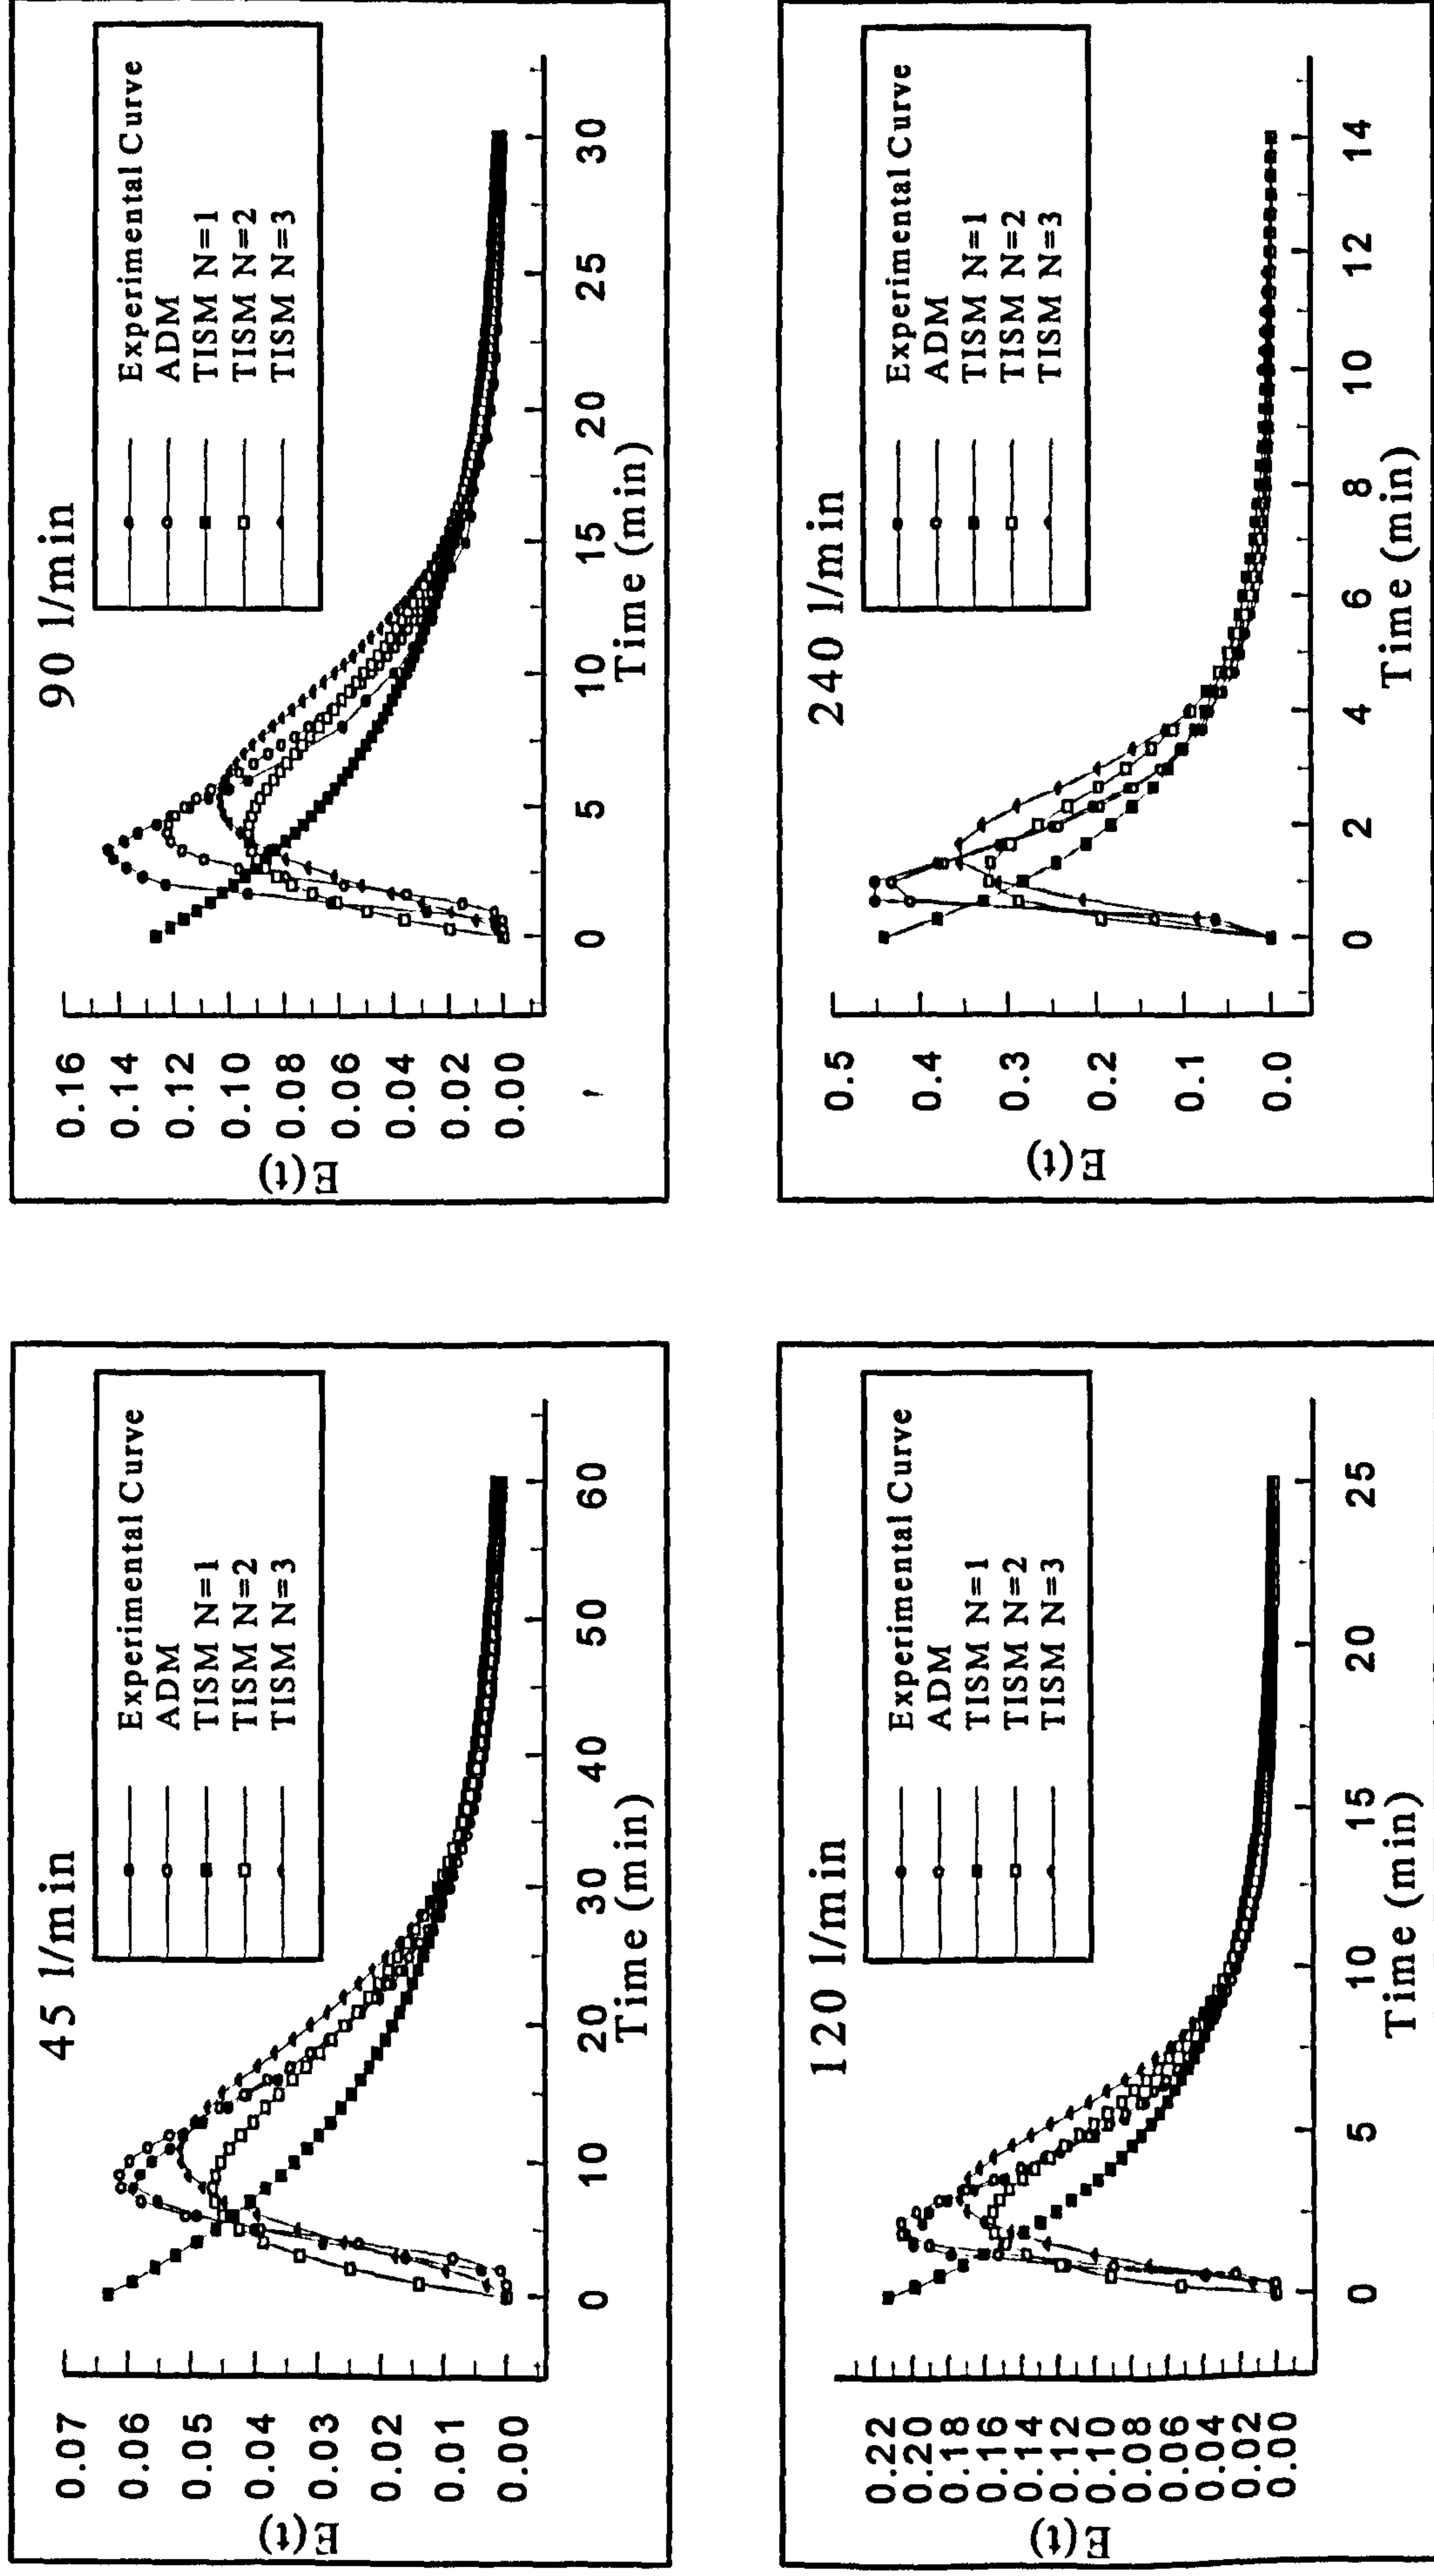 45 l/min
Experimental Curve
ADM
TISM N=1
TISM N=2
TISM N=3
E(t)
0.07
0.06
0.05
0.04
0.03
0.02
0.01
0.00
0 10 20 30 40 50 60
Time (min)
90 l/min
Experimental Curve
ADM
TISM N=1
TISM N=2
TISM N=3
E(t)
0.16
0.14
0.12
0.10
0.08
0.06
0.04
0.02
0.00
0 5 10 15 20 25 30
Time (min)
120 l/min
Experimental Curve
ADM
TISM N=1
TISM N=2
TISM N=3
E(t)
0.22
0.20
0.18
0.16
0.14
0.12
0.10
0.08
0.06
0.04
0.02
0.00
0 5 10 15 20 25
Time (min)
240 l/min
Experimental Curve
ADM
TISM N=1
TISM N=2
TISM N=3
E(t)
0.5
0.4
0.3
0.2
0.1
0.0
0 2 4 6 8 10 12 14
Time (min)